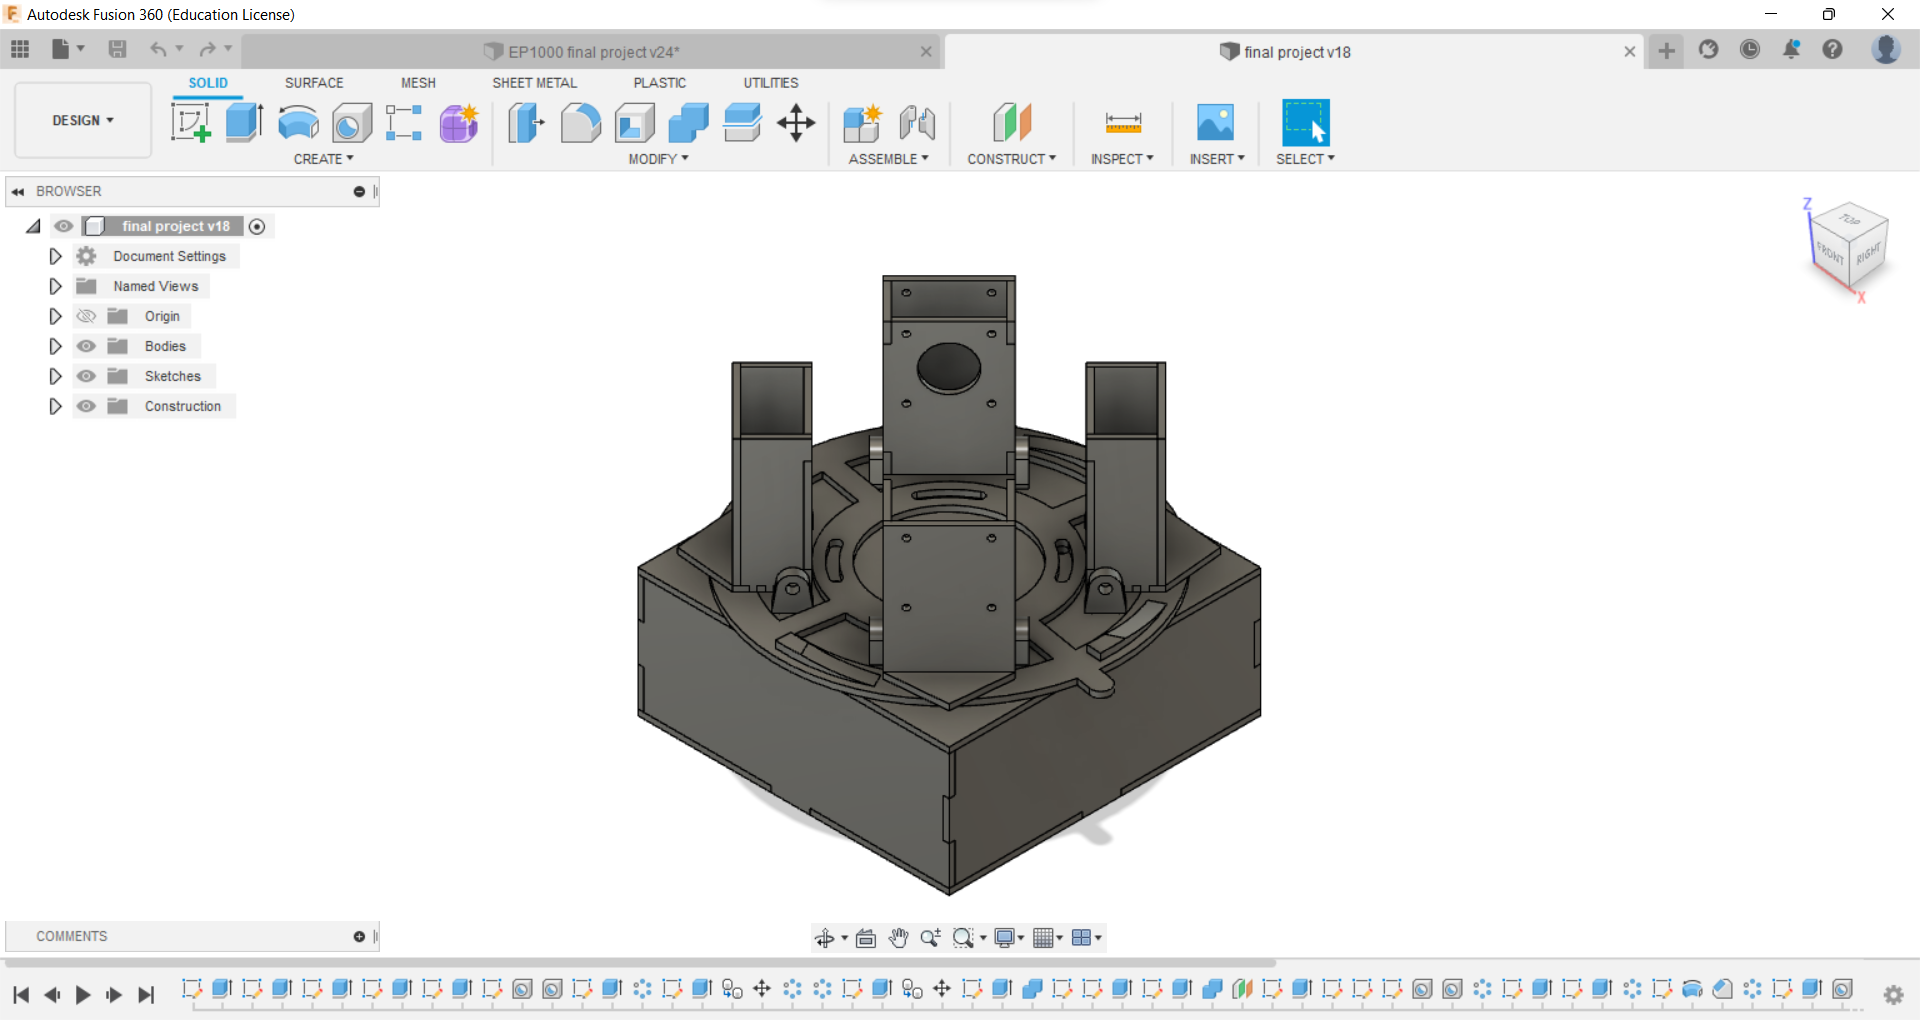 Autodesk Fusion 360 (Education License)
EP1000 final project v24*
final project v18
DESIGN
SOLID
SURFACE
MESH
SHEET METAL
PLASTIC
UTILITIES
CREATE
MODIFY
ASSEMBLE
CONSTRUCT
INSPECT
INSERT
SELECT
BROWSER
final project v18
Document Settings
Named Views
Origin
Bodies
Sketches
Construction
Z
TOP
FRONT
RIGHT
X
COMMENTS